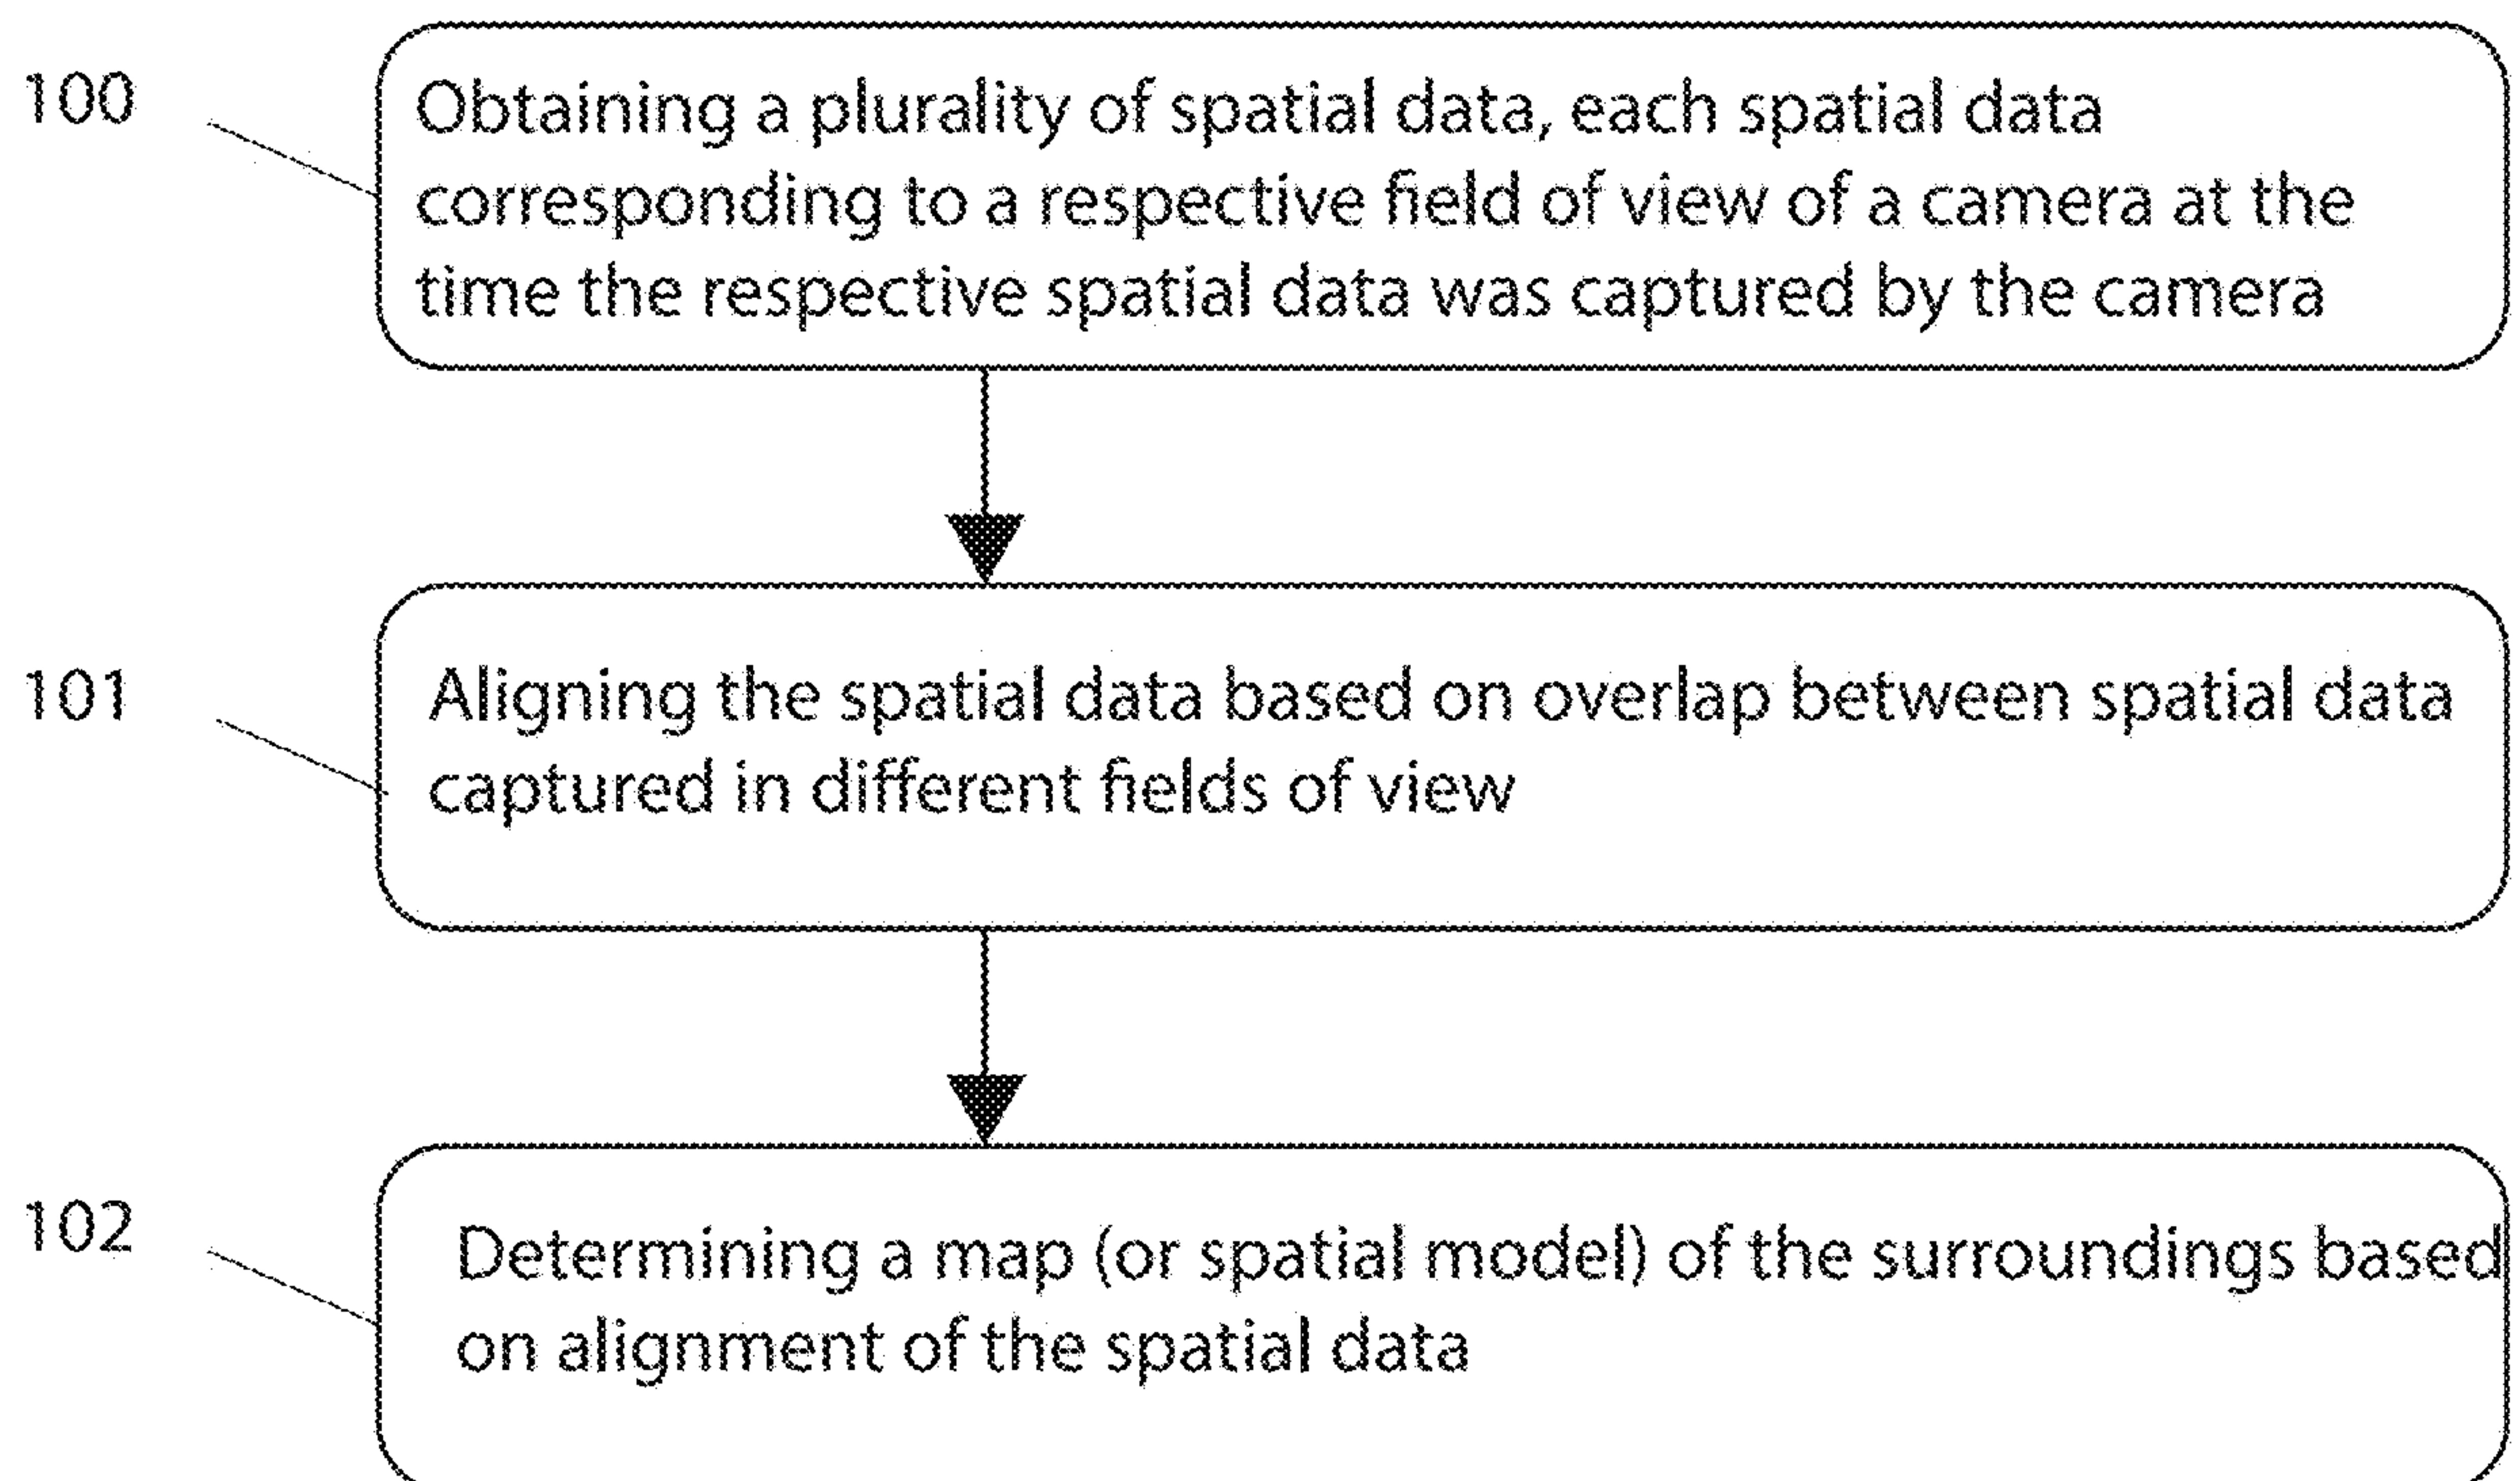 100
Obtaining a plurality of spatial data, each spatial data
corresponding to a respective field of view of a camera at the
time the respective spatial data was captured by the camera
101
Aligning the spatial data based on overlap between spatial data
captured in different fields of view
102
Determining a map (or spatial model) of the surroundings based
on alignment of the spatial data